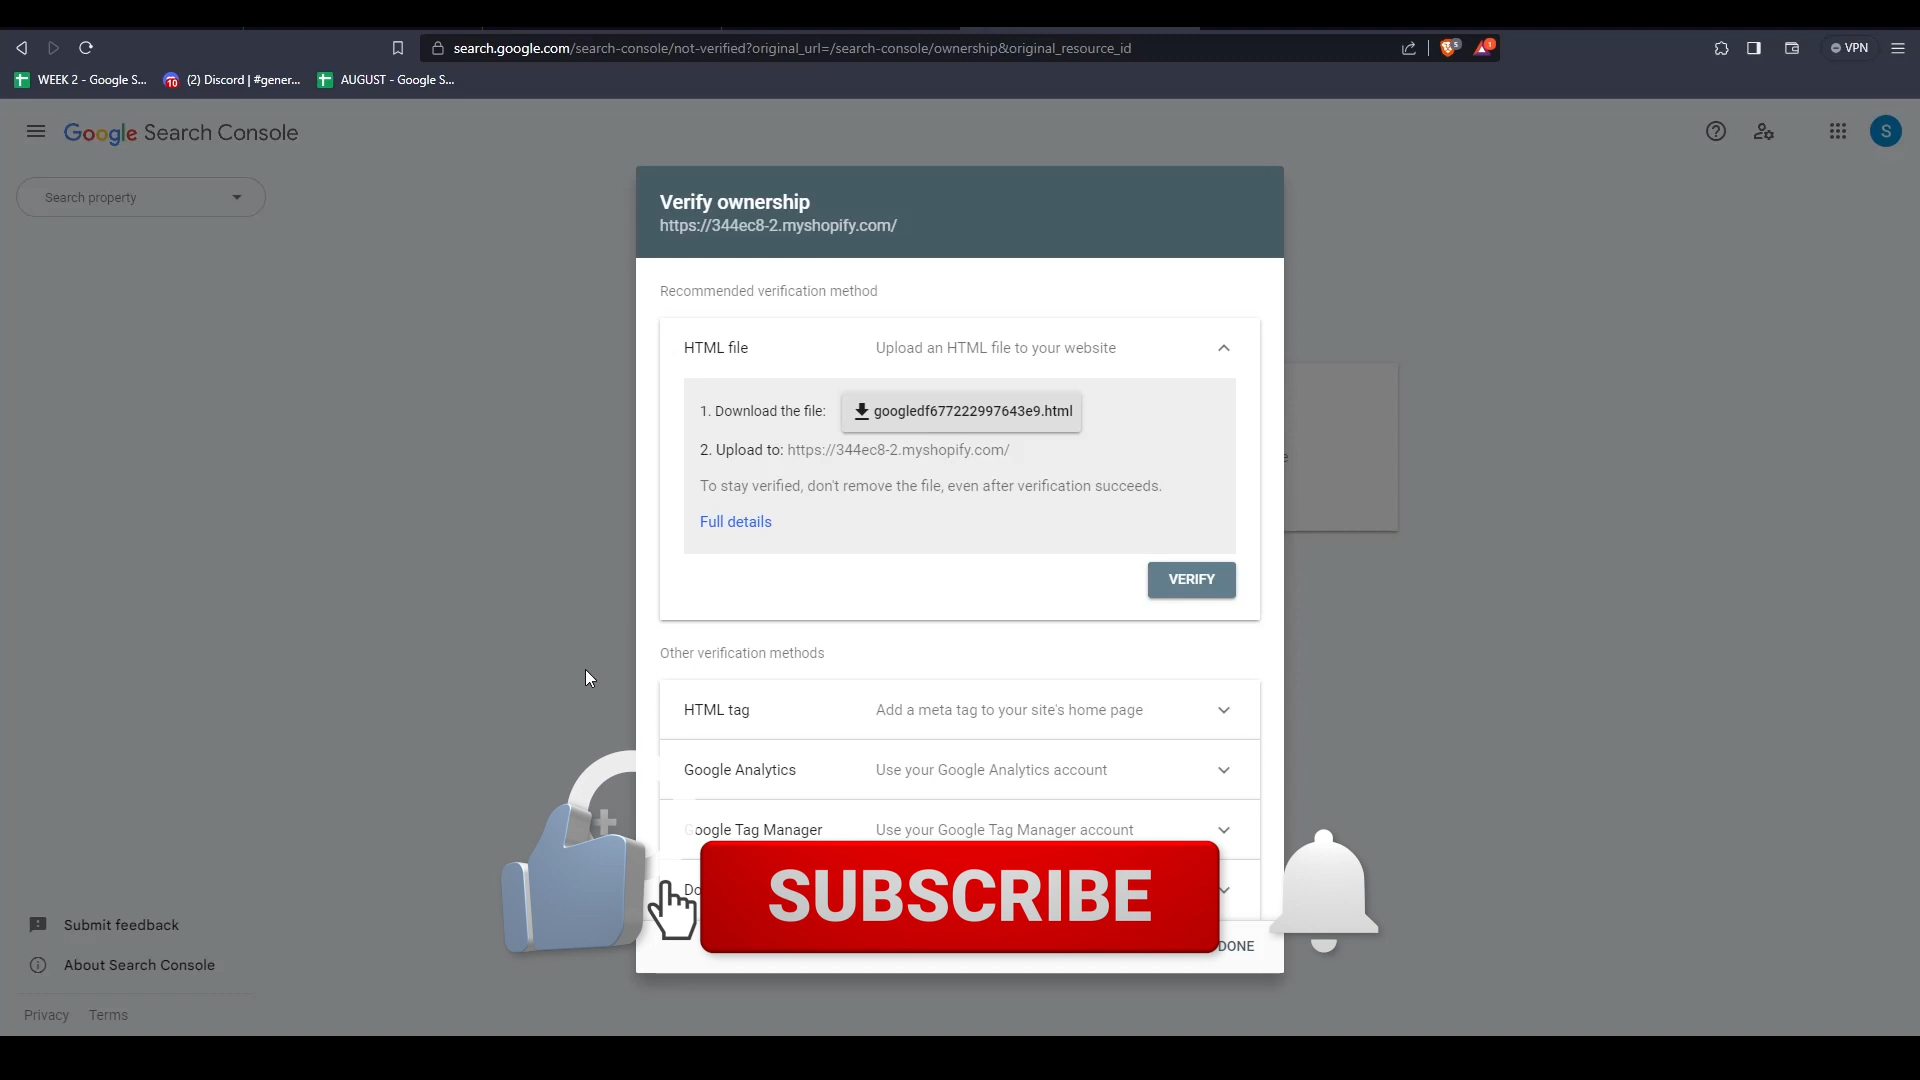 search.google.com/search-console/not-verified?original_url=/search-console/ownership&original_resource_id
5
1
VPN
WEEK 2 - Google S...
10
(2) Discord | #gener...
AUGUST - Google S...
Google Search Console
S
Search property
Verify ownership
https://344ec8-2.myshopify.com/
Recommended verification method
HTML file
Upload an HTML file to your website
1. Download the file:
googledf677222997643e9.html
2. Upload to: https://344ec8-2.myshopify.com/
To stay verified, don't remove the file, even after verification succeeds.
Full details
VERIFY
Other verification methods
HTML tag
Add a meta tag to your site's home page
Google Analytics
Use your Google Analytics account
Google Tag Manager
Use your Google Tag Manager account
SUBSCRIBE
DONE
Submit feedback
About Search Console
Privacy
Terms